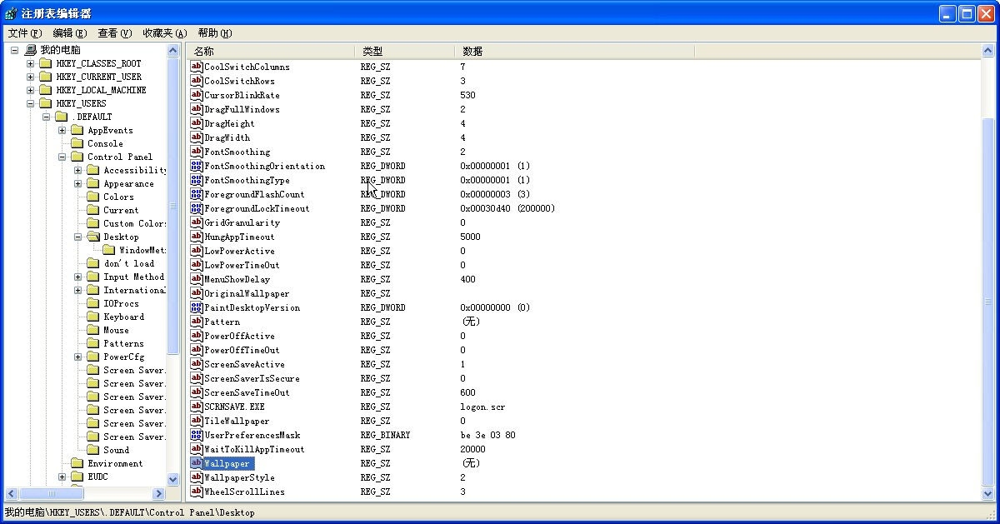 注册表编辑器
文件(F) 编辑(E) 查看(V) 收藏夹(A) 帮助(H)
我的电脑
HKEY_CLASSES_ROOT
HKEY_CURRENT_USER
HKEY_LOCAL_MACHINE
HKEY_USERS
.DEFAULT
AppEvents
Console
Control Panel
Accessibility
Appearance
Colors
Current
Custom Colors
Desktop
WindowMet
don't load
Input Method
International
IOProcs
Keyboard
Mouse
Patterns
PowerCfg
Screen Saver.
Screen Saver.
Screen Saver.
Screen Saver.
Screen Saver.
Screen Saver.
Sound
Environment
EUDC
名称 类型 数据
CoolSwitchColumns REG_SZ 7
CoolSwitchRows REG_SZ 3
CursorBlinkRate REG_SZ 530
DragFullWindows REG_SZ 2
DragHeight REG_SZ 4
DragWidth REG_SZ 4
FontSmoothing REG_SZ 2
FontSmoothingOrientation REG_DWORD 0x00000001 (1)
FontSmoothingType REG_DWORD 0x00000001 (1)
ForegroundFlashCount REG_DWORD 0x00000003 (3)
ForegroundLockTimeout REG_DWORD 0x00030d40 (200000)
GridGranularity REG_SZ 0
HungAppTimeout REG_SZ 5000
LowPowerActive REG_SZ 0
LowPowerTimeOut REG_SZ 0
MenuShowDelay REG_SZ 400
OriginalWallpaper REG_SZ
PaintDesktopVersion REG_DWORD 0x00000000 (0)
Pattern REG_SZ (无)
PowerOffActive REG_SZ 0
PowerOffTimeOut REG_SZ 0
ScreenSaveActive REG_SZ 1
ScreenSaverIsSecure REG_SZ 0
ScreenSaveTimeOut REG_SZ 600
SCRNSAVE.EXE REG_SZ logon.scr
TileWallpaper REG_SZ 0
UserPreferencesMask REG_BINARY be 3e 03 80
WaitToKillAppTimeout REG_SZ 20000
Wallpaper REG_SZ (无)
WallpaperStyle REG_SZ 2
WheelScrollLines REG_SZ 3
我的电脑\HKEY_USERS\.DEFAULT\Control Panel\Desktop